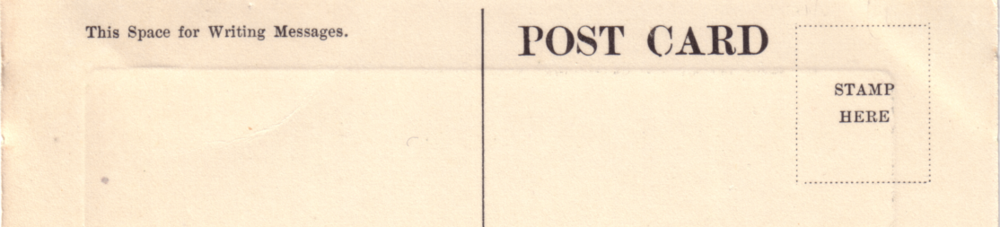 This Space for Writing Messages.
POST CARD
STAMP
HERE